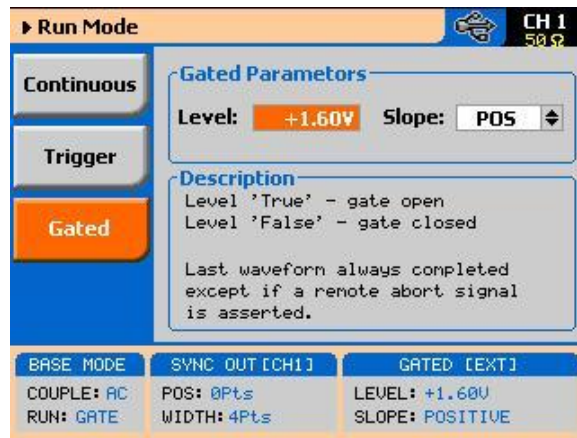 Run Mode
CH 1
50 Ω
Continuous
Trigger
Gated
Gated Parametors
Level: +1.60V Slope: POS
Description
Level 'True' - gate open
Level 'False' - gate closed
Last waveform always completed
except if a remote abort signal
is asserted.
BASE MODE
COUPLE: AC
RUN: GATE
SYNC OUT [CH1]
POS: 0Pts
WIDTH: 4Pts
GATED [EXT]
LEVEL: +1.60V
SLOPE: POSITIVE